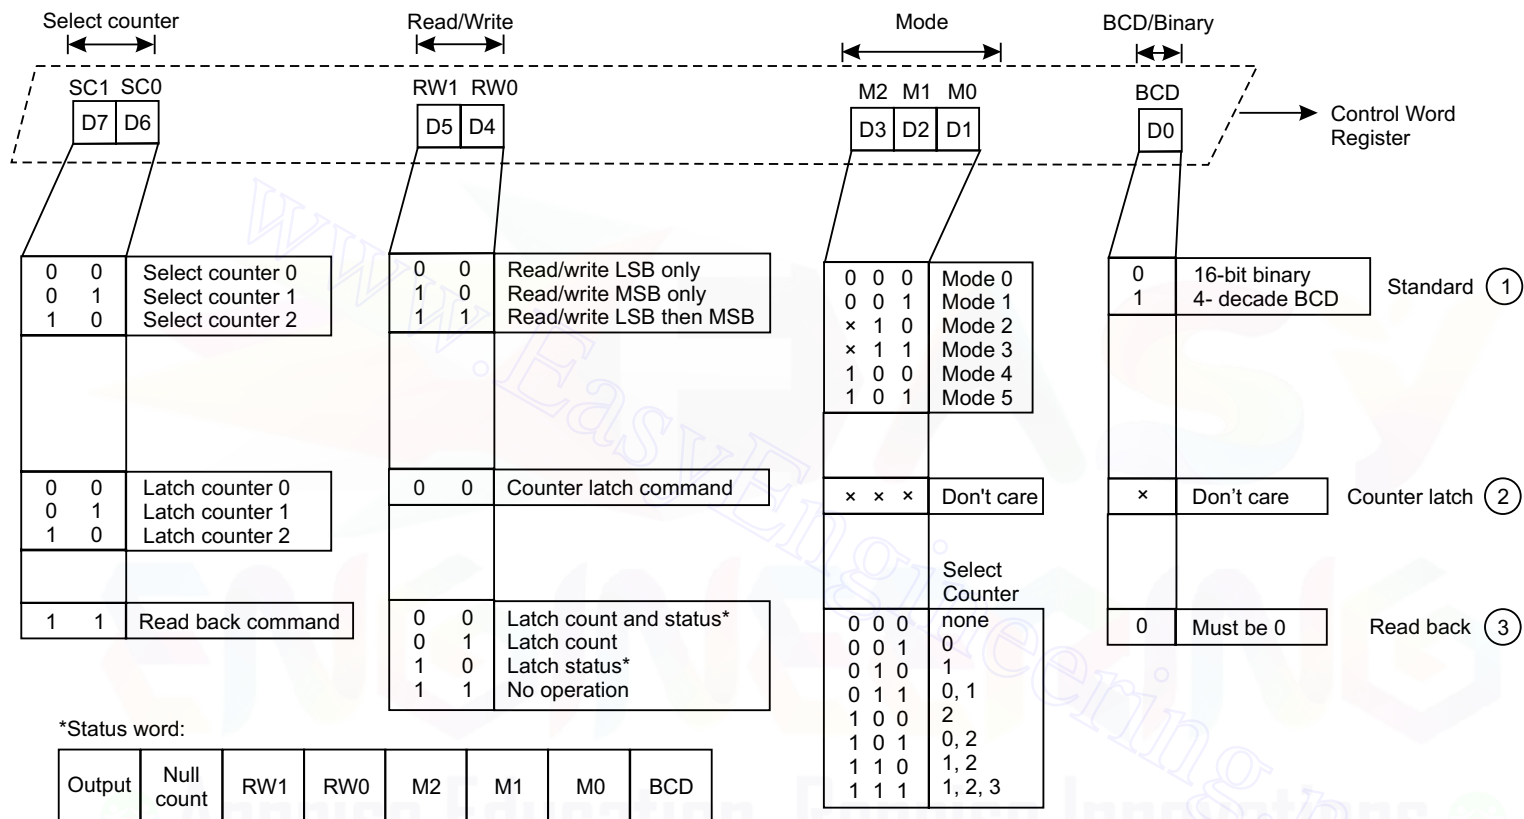 Select counter Read/Write Mode BCD/Binary
SC1 SC0 RW1 RW0 M2 M1 M0 BCD
D7 D6 D5 D4 D3 D2 D1 D0
Control Word
Register
0 0 Select counter 0
0 1 Select counter 1
1 0 Select counter 2
0 0 Read/write LSB only
1 0 Read/write MSB only
1 1 Read/write LSB then MSB
0 0 0 Mode 0
0 0 1 Mode 1
× 1 0 Mode 2
× 1 1 Mode 3
1 0 0 Mode 4
1 0 1 Mode 5
0 16-bit binary
1 4- decade BCD
Standard 1
0 0 Latch counter 0
0 1 Latch counter 1
1 0 Latch counter 2
0 0 Counter latch command
× × × Don't care
× Don’t care
Counter latch 2
1 1 Read back command
0 0 Latch count and status*
0 1 Latch count
1 0 Latch status*
1 1 No operation
Select
Counter
0 0 0 none
0 0 1 0
0 1 0 1
0 1 1 0, 1
1 0 0 2
1 0 1 0, 2
1 1 0 1, 2
1 1 1 1, 2, 3
0 Must be 0
Read back 3
*Status word:
Output Null count RW1 RW0 M2 M1 M0 BCD
www.EasyEngineering.n
EASY
ENGINEERING